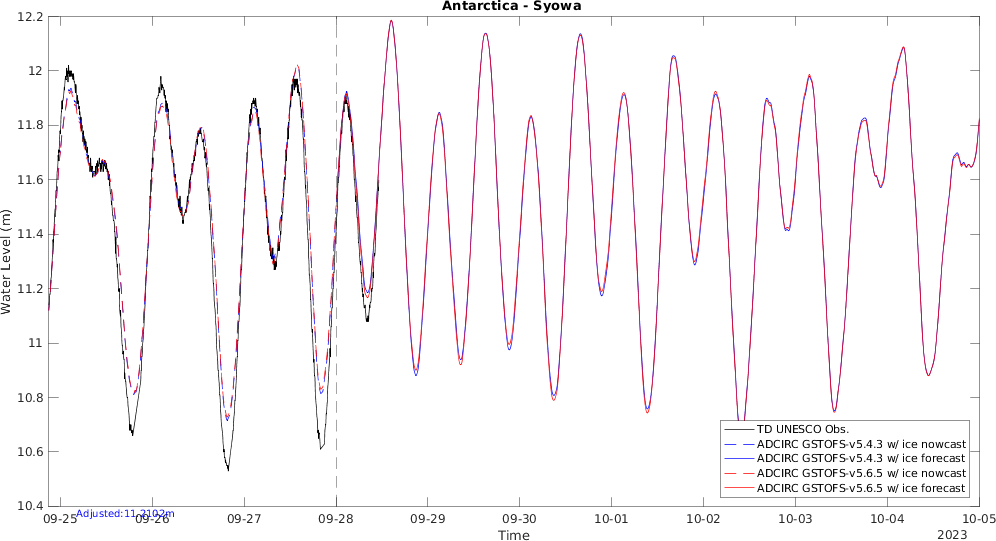 Antarctica - Syowa
12.2
12
11.8
11.6
11.4
11.2
11
10.8
10.6
10.4
Water Level (m)
TD UNESCO Obs.
ADCIRC GSTOFS-v5.4.3 w/ ice nowcast
ADCIRC GSTOFS-v5.4.3 w/ ice forecast
ADCIRC GSTOFS-v5.6.5 w/ ice nowcast
ADCIRC GSTOFS-v5.6.5 w/ ice forecast
Adjusted:11.2102m
09-25 09-26 09-27 09-28 09-29 09-30 10-01 10-02 10-03 10-04 10-05
Time
2023